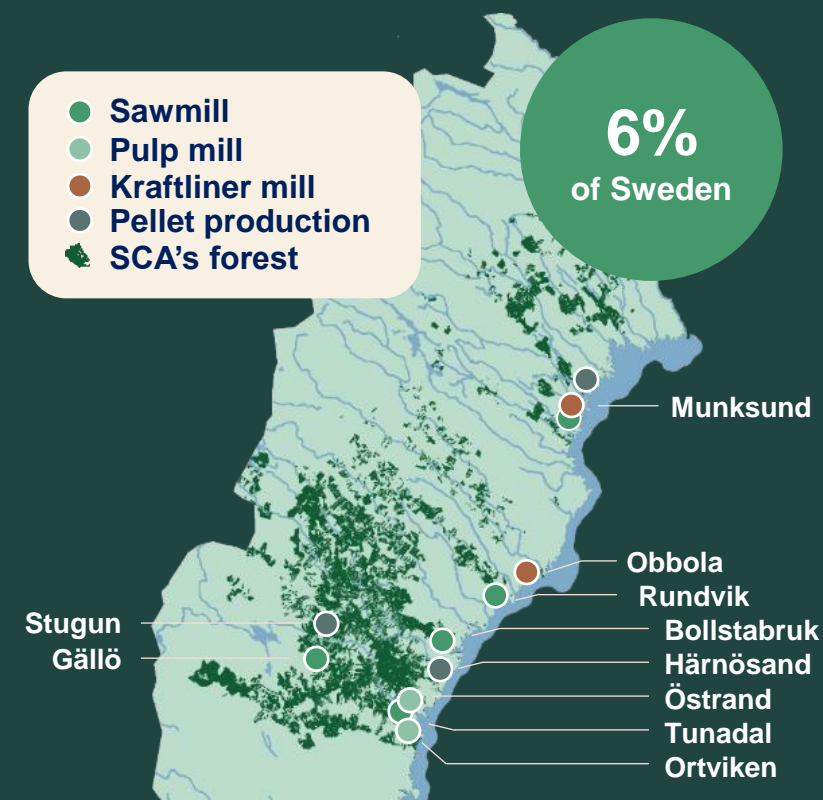 Sawmill
Pulp mill
Kraftliner mill
Pellet production
SCA's forest
6%
of Sweden
Munksund
Obbola
Rundvik
Bollstabruk
Härnösand
Östrand
Tunadal
Ortviken
Stugun
Gällö